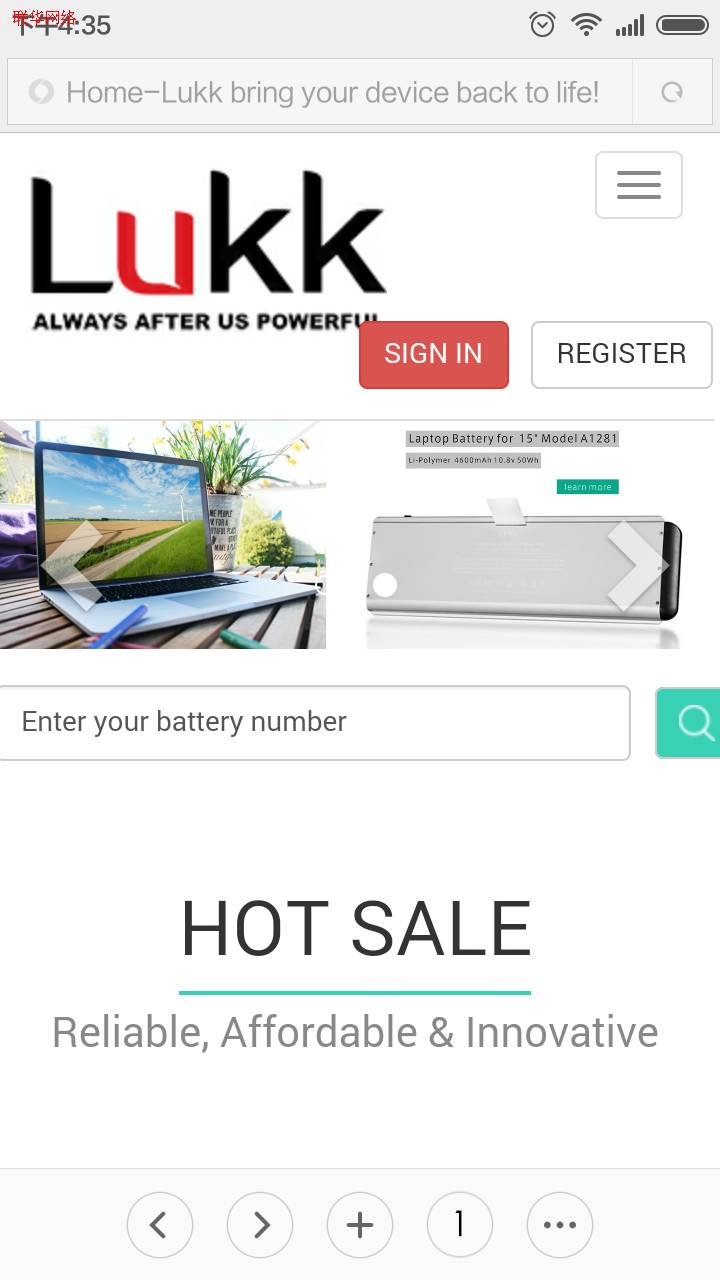 联华网络
下午4:35
Home-Lukk bring your device back to life!
Lukk
ALWAYS AFTER US POWERFUL
SIGN IN
REGISTER
Laptop Battery for 15" Model A1281
Li-Polymer 4600mAh 10.8v 50Wh
learn more
Enter your battery number
HOT SALE
Reliable, Affordable & Innovative
1